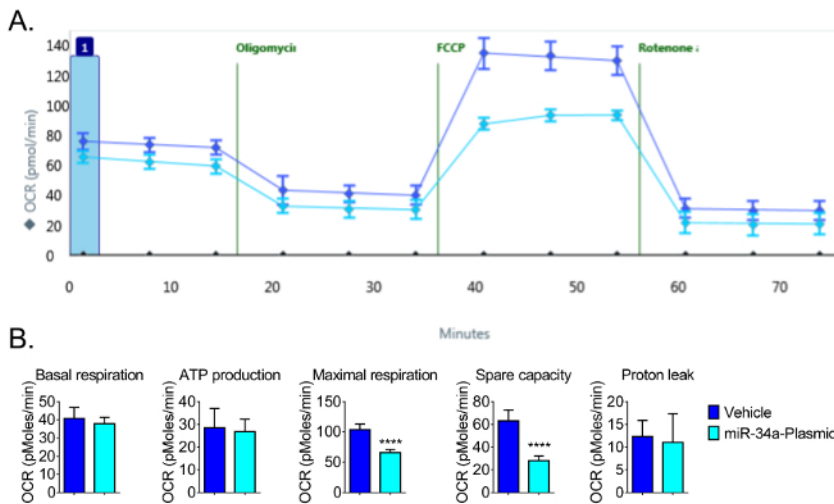 A.
1
Oligomycin
FCCP
Rotenone
140
120
100
80
60
40
20
0
OCR (pmol/min)
0 10 20 30 40 50 60 70
Minutes
B.
Basal respiration
ATP production
Maximal respiration
Spare capacity
Proton leak
OCR (pMoles/min)
50
40
30
20
10
0
OCR (pMoles/min)
40
30
20
10
0
OCR (pMoles/min)
150
100
50
0
****
OCR (pMoles/min)
80
60
40
20
0
****
OCR (pMoles/min)
20
15
10
5
0
Vehicle
miR-34a-Plasmid